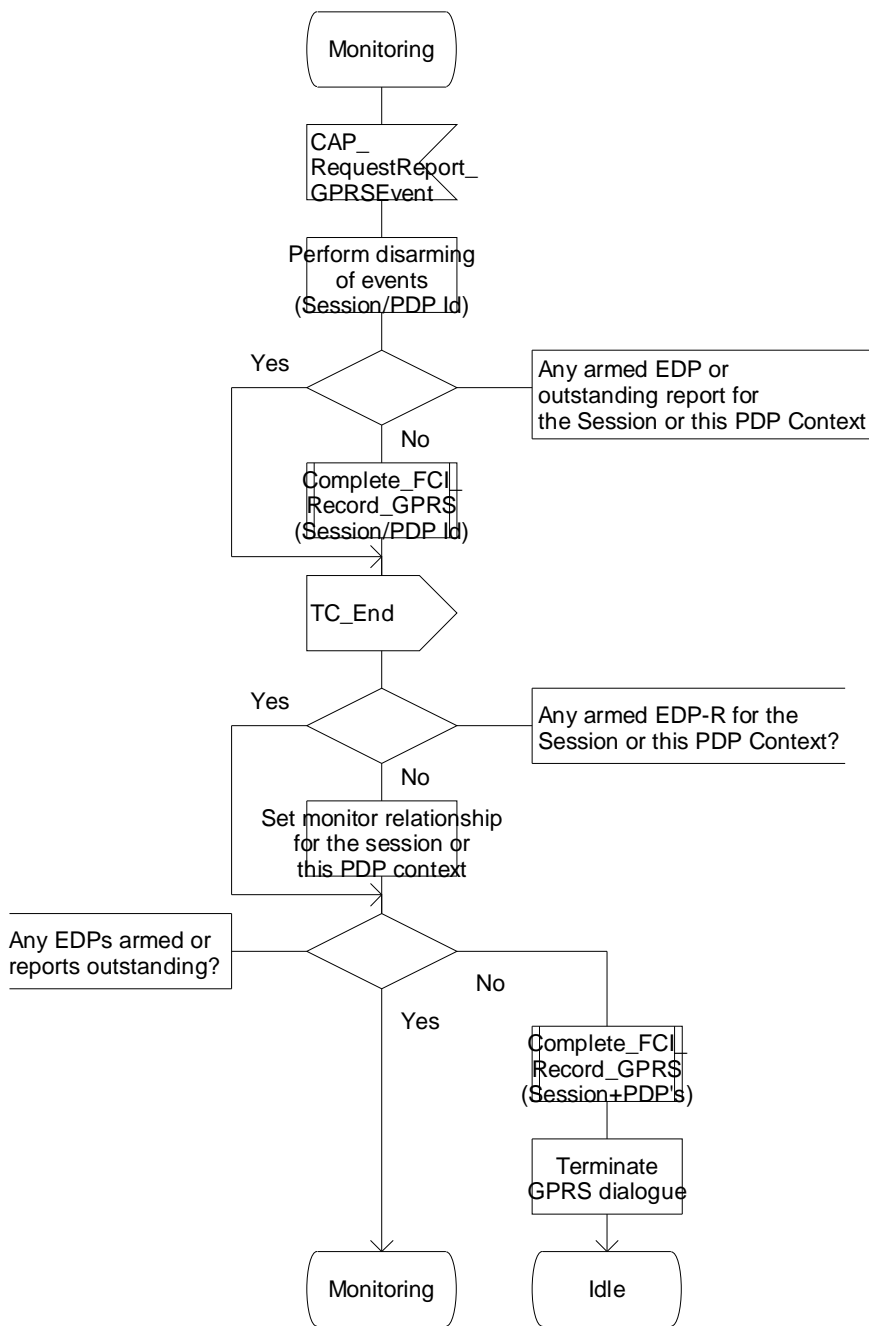 Monitoring
CAP_
RequestReport_
GPRSEvent
Perform disarming
of events
(Session/PDP Id)
Yes
Any armed EDP or
outstanding report for
the Session or this PDP Context
No
Complete_FCI_
Record_GPRS
(Session/PDP Id)
TC_End
Yes
Any armed EDP-R for the
Session or this PDP Context?
No
Set monitor relationship
for the session or
this PDP context
Any EDPs armed or
reports outstanding?
No
Yes
Complete_FCI_
Record_GPRS
(Session+PDP's)
Terminate
GPRS dialogue
Monitoring
Idle